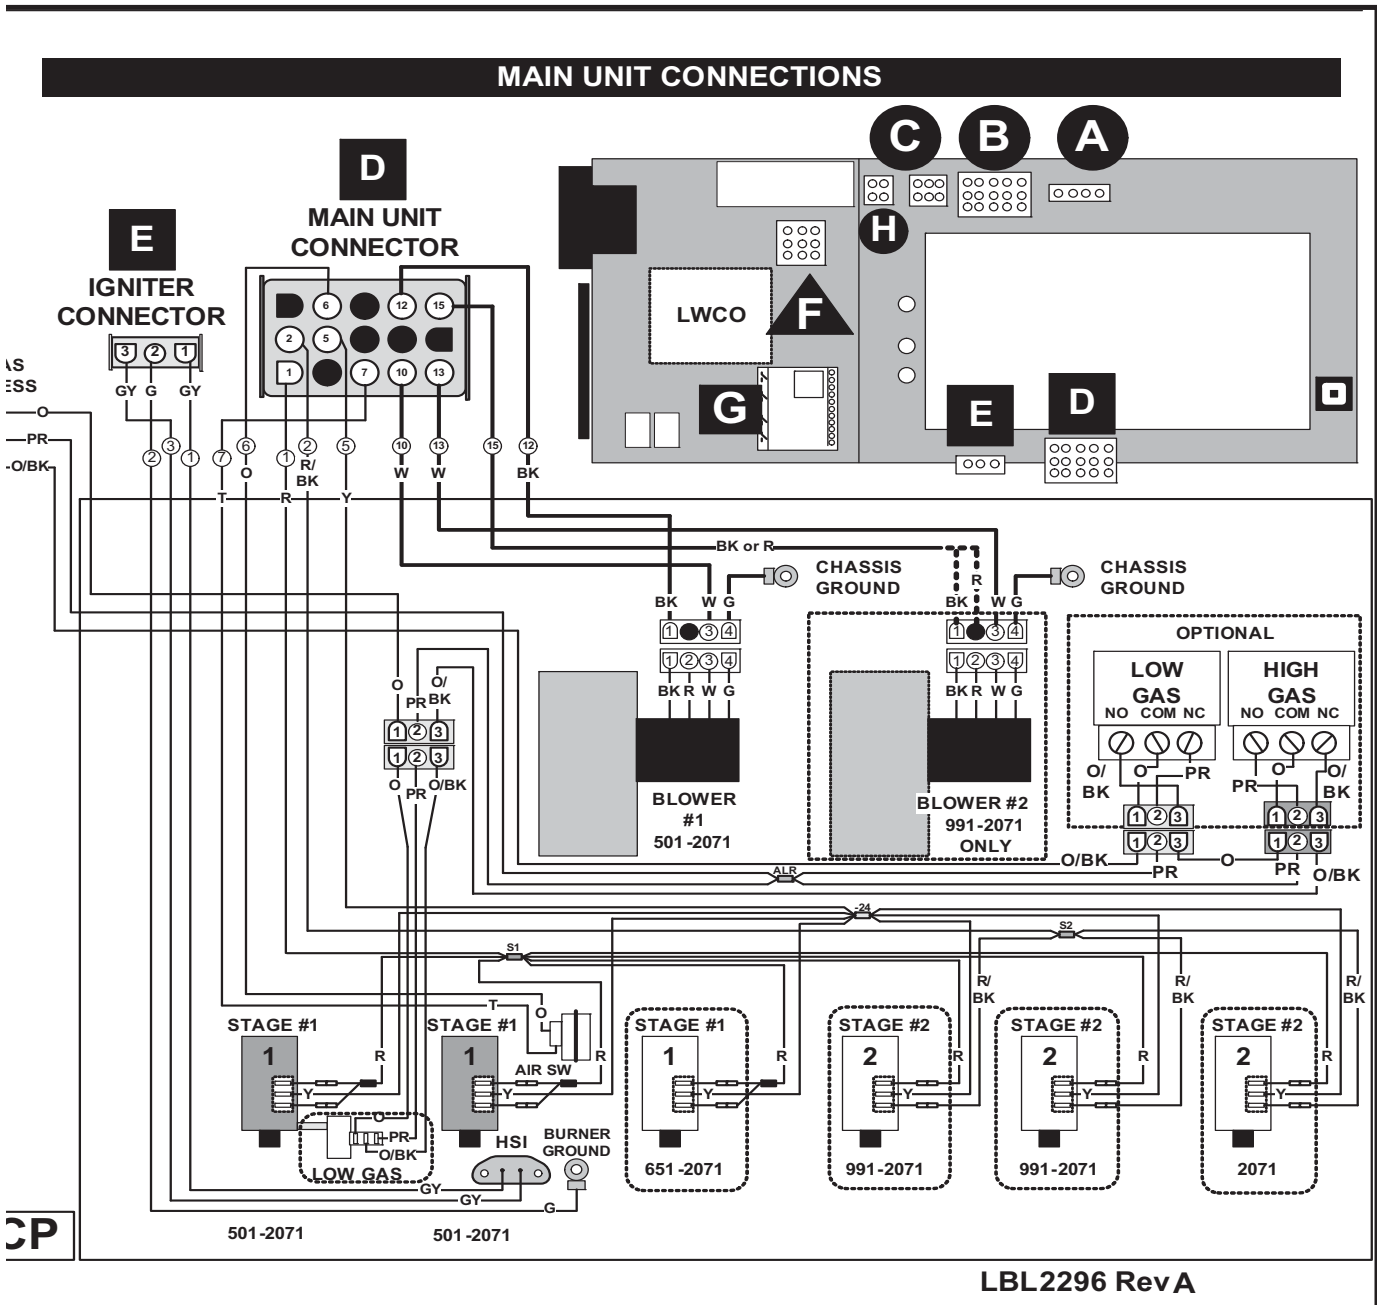 MAIN UNIT CONNECTIONS
C B A
D
MAIN UNIT
CONNECTOR
E
IGNITER
CONNECTOR
H
6 12 15
2 5
1 7 10 13
3 2 1
LWCO
F
G
E
D
AS
ESS
GY G GY
O
PR
O/BK
2 3 1 7 6 1 2 5 10 13 15 12
O R/
BK
W W BK
T R Y
BK or R
CHASSIS
GROUND
R
CHASSIS
GROUND
BK W G
BK W G
1 3 4
1 3 4
1 2 3 4
1 2 3 4
BK R W G
BK R W G
OPTIONAL
LOW
GAS
NO COM NC
HIGH
GAS
NO COM NC
O PR O/
BK
1 2 3
1 2 3
O PR O/BK
O/
BK
O PR
PR O O/
BK
1 2 3
1 2 3
1 2 3
1 2 3
BLOWER
#1
501-2071
BLOWER #2
991-2071
ONLY
O/BK
PR
O
PR
O/BK
ALR
-24
S2
S1
R/
BK
R/
BK
R/
BK
T
O
STAGE #1
1
R
Y
STAGE #1
1
R
Y
AIR SW
STAGE #1
1
R
Y
651-2071
STAGE #2
2
R
Y
991-2071
STAGE #2
2
R
Y
991-2071
STAGE #2
2
R
Y
2071
O
PR
O/BK
LOW GAS
HSI
BURNER
GROUND
GY
GY
G
501-2071
501-2071
CP
LBL2296 Rev A